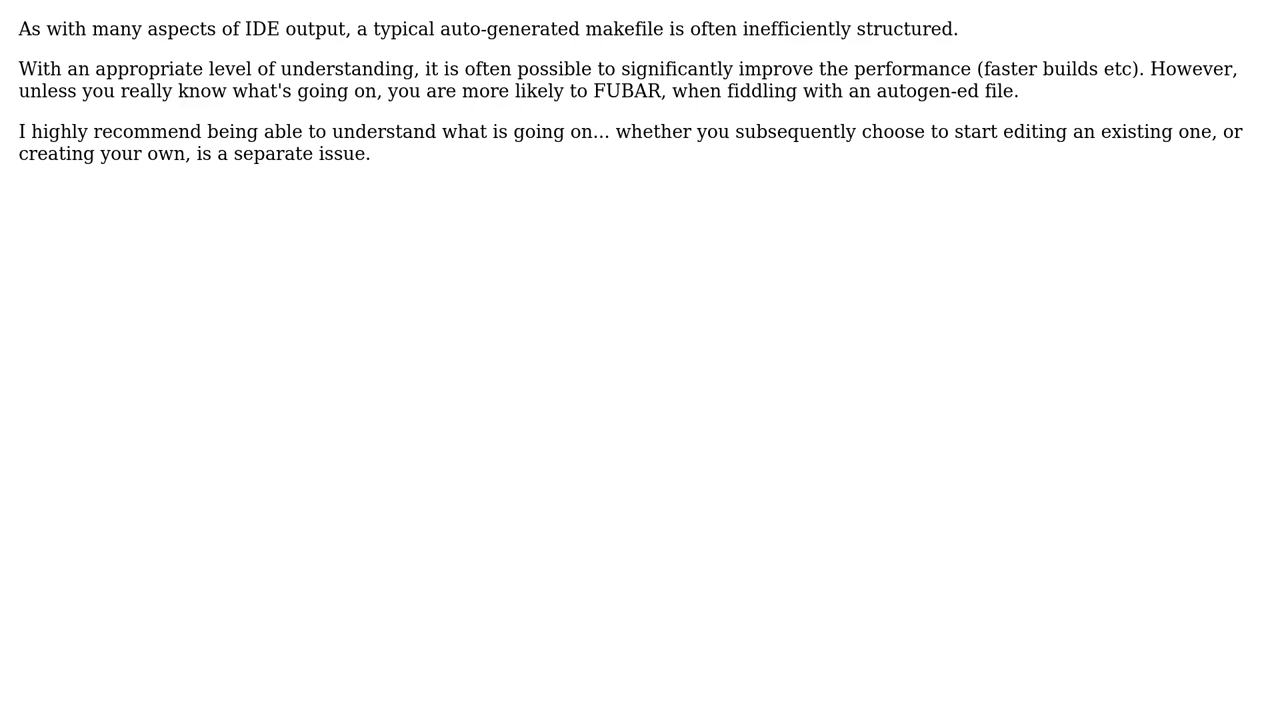 As with many aspects of IDE output, a typical auto-generated makefile is often inefficiently structured.
With an appropriate level of understanding, it is often possible to significantly improve the performance (faster builds etc). However,
unless you really know what's going on, you are more likely to FUBAR, when fiddling with an autogen-ed file.
I highly recommend being able to understand what is going on... whether you subsequently choose to start editing an existing one, or
creating your own, is a separate issue.